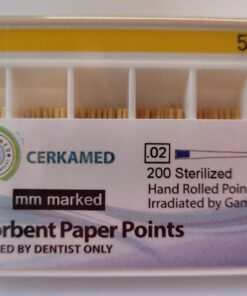 5
CERKAMED
.02
mm marked
200 Sterilized
Hand Rolled Poin
Irradiated by Gam
orbent Paper Points
ED BY DENTIST ONLY